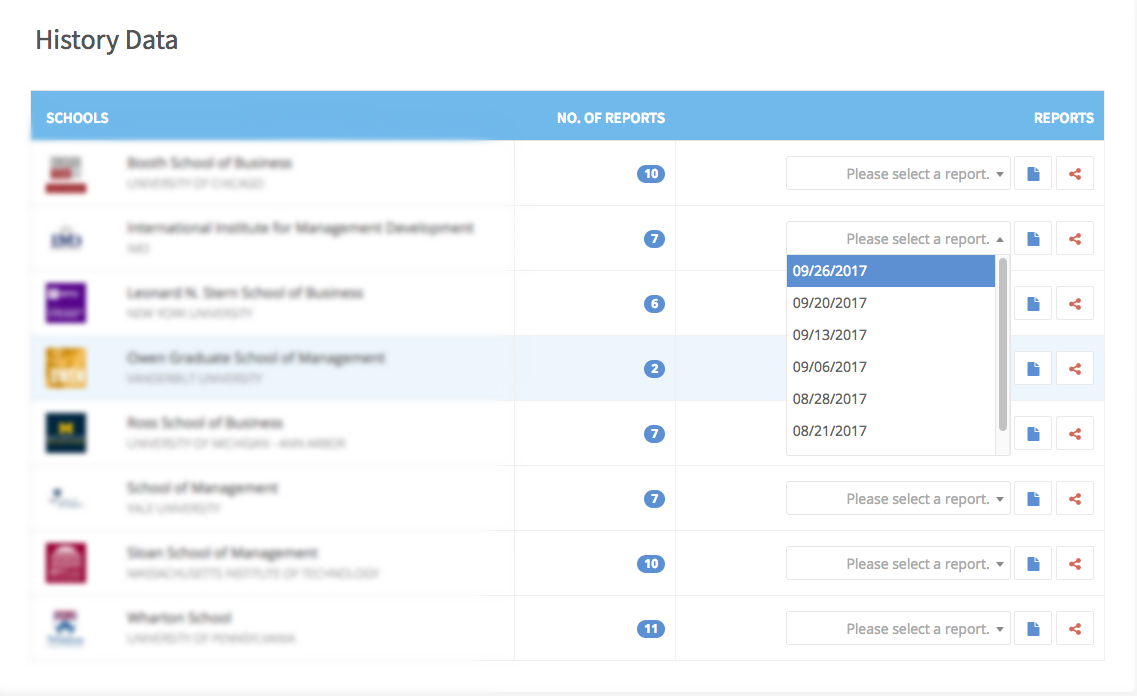 History Data
SCHOOLS NO. OF REPORTS REPORTS
Booth School of Business
UNIVERSITY OF CHICAGO
10 Please select a report.
International Institute for Management Development
7 Please select a report.
09/26/2017
09/20/2017
09/13/2017
09/06/2017
08/28/2017
08/21/2017
Leonard N. Stern School of Business
NEW YORK UNIVERSITY
6
Owen Graduate School of Management
VANDERBILT UNIVERSITY
2
Ross School of Business
UNIVERSITY OF MICHIGAN - ANN ARBOR
7
School of Management
YALE UNIVERSITY
7 Please select a report.
Sloan School of Management
MASSACHUSETTS INSTITUTE OF TECHNOLOGY
10 Please select a report.
Wharton School
UNIVERSITY OF PENNSYLVANIA
11 Please select a report.